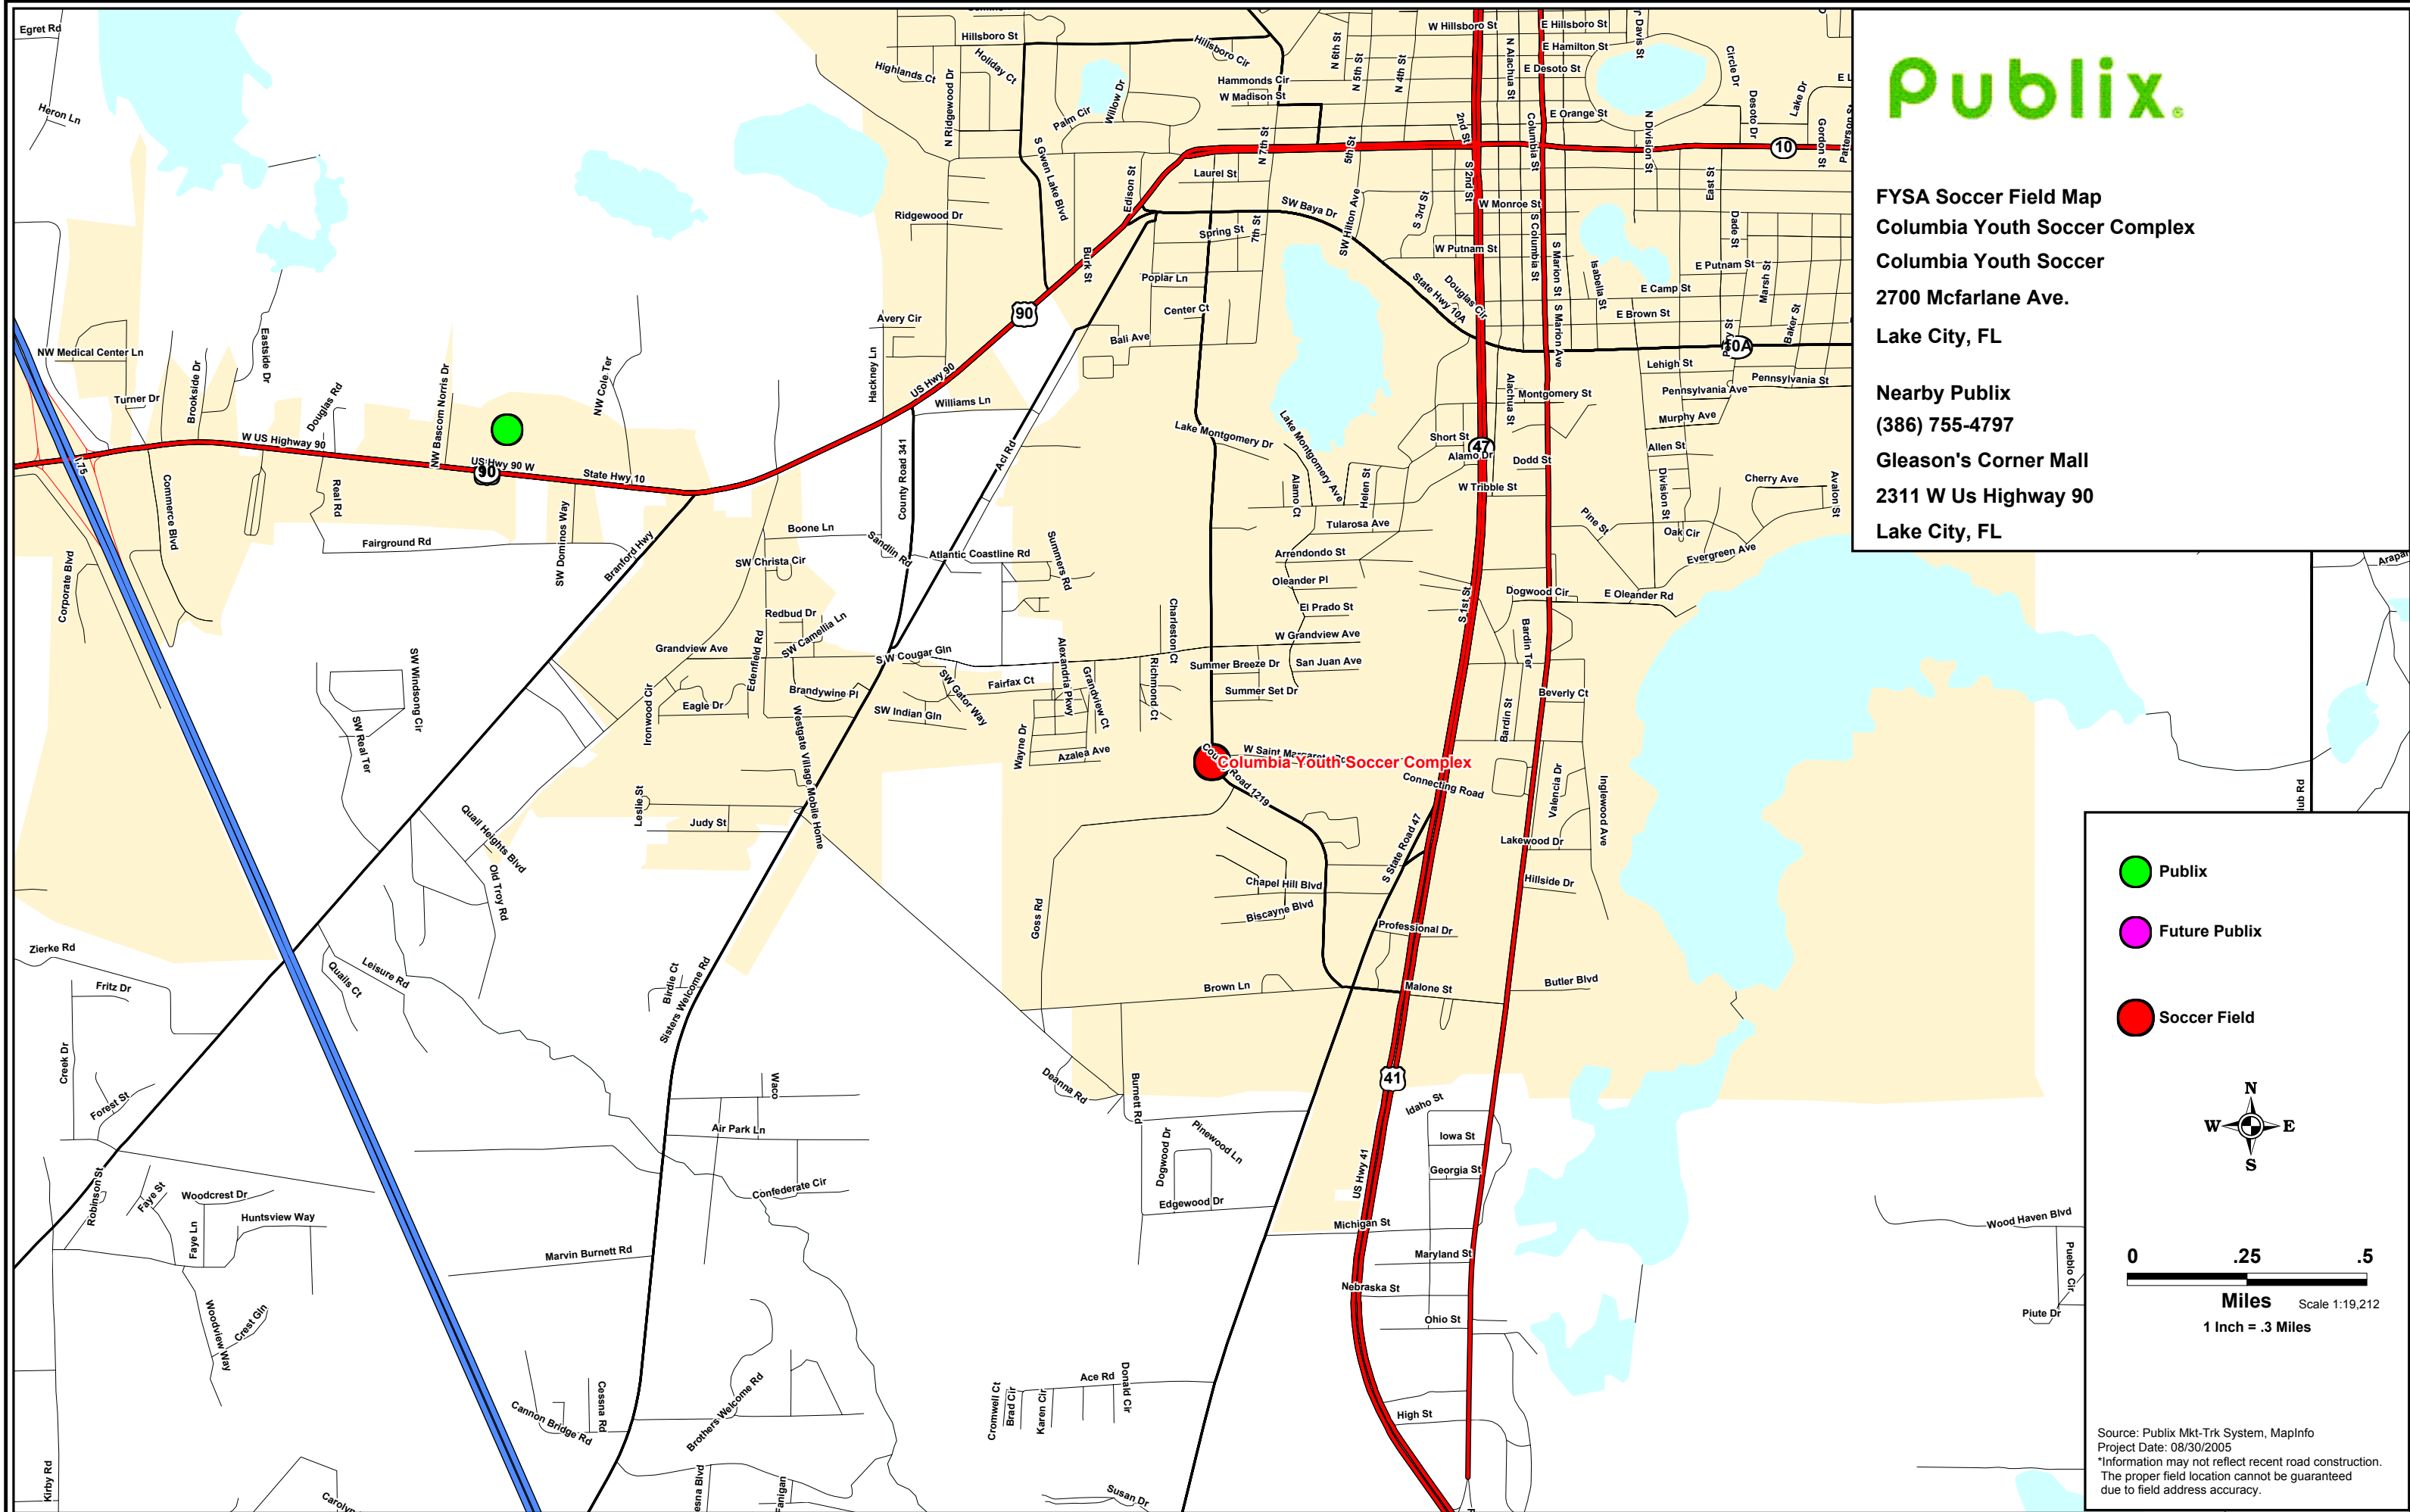 Publix.
FYSA Soccer Field Map
Columbia Youth Soccer Complex
Columbia Youth Soccer
2700 Mcfarlane Ave.
Lake City, FL
Nearby Publix
(386) 755-4797
Gleason's Corner Mall
2311 W Us Highway 90
Lake City, FL
Egret Rd
Heron Ln
Hillsboro St
Highlands Ct
Holiday Ct
N Ridgewood Dr
Hillsboro Cir
Palm Cir
Willow Dr
S Gwen Lake Blvd
Hammonds Cir
W Madison St
N 6th St
N 5th St
N 4th St
W Hillsboro St
E Hillsboro St
E Hamilton St
E Desoto St
E Orange St
N Alachua St
Columbia St
N Division St
Circle Dr
Desoto Dr
Lake Dr
Gordon St
Patterson St
10
2nd St
5th St
N 7th St
Laurel St
Edison St
Ridgewood Dr
SW Baya Dr
Spring St
7th St
SW Hilton Ave
S 3rd St
S 2nd St
W Monroe St
W Putnam St
S Columbia St
S Marion St
Isabella St
East St
Dade St
E Putnam St
Marsh St
E Camp St
E Brown St
Baker St
Burk St
Poplar Ln
Center Ct
Bali Ave
State Hwy 10A
Douglas Cir
S Marion Ave
10A
Lehigh St
Pennsylvania Ave
Pennsylvania St
Murphy Ave
Montgomery St
Alachua St
Allen St
Short St
47
Alamo Dr
Dodd St
W Tribble St
Cherry Ave
Avalon St
Division St
Pine St
Oak Cir
Evergreen Ave
90
Avery Cir
Hackney Ln
US Hwy 90
Williams Ln
Acl Rd
County Road 341
NW Medical Center Ln
Turner Dr
Brookside Dr
Eastside Dr
Douglas Rd
NW Bascom Norris Dr
NW Cole Ter
W US Highway 90
US Hwy 90 W
90
State Hwy 10
I-75
Commerce Blvd
Corporate Blvd
Real Rd
Fairground Rd
SW Dominos Way
Branford Hwy
Boone Ln
Sandlin Rd
Atlantic Coastline Rd
Summers Rd
SW Christa Cir
Redbud Dr
SW Camellia Ln
Grandview Ave
Edenfield Rd
S W Cougar Gln
Brandywine Pl
SW Gator Way
SW Indian Gln
Fairfax Ct
Wayne Dr
Alexandria Pkwy
Grandview Ct
Azalea Ave
Charleston Ct
Richmond Ct
Lake Montgomery Dr
Lake Montgomery Ave
Alamo Ct
Helen St
Tularosa Ave
Arrendondo St
Oleander Pl
El Prado St
W Grandview Ave
Summer Breeze Dr
San Juan Ave
Summer Set Dr
S 1st St
Dogwood Cir
E Oleander Rd
Bardin Ter
Beverly Ct
Bardin St
Columbia Youth Soccer Complex
County Road 1219
Connecting Road
Valencia Dr
Inglewood Ave
Lakewood Dr
Hillside Dr
S State Road 47
Chapel Hill Blvd
Biscayne Blvd
Professional Dr
Malone St
Butler Blvd
Brown Ln
Goss Rd
SW Windsong Cir
SW Real Ter
Ironwood Cir
Eagle Dr
Westgate Village Mobile Home
Leslie St
Judy St
Quail Heights Blvd
Old Troy Rd
Zierke Rd
Fritz Dr
Quails Ct
Leisure Rd
Birdie Ct
Sisters Welcome Rd
Creek Dr
Forest St
Waco
Air Park Ln
Confederate Cir
Deanna Rd
Burnett Rd
Dogwood Dr
Pinewood Ln
Edgewood Dr
41
US Hwy 41
Idaho St
Iowa St
Georgia St
Michigan St
Maryland St
Nebraska St
Ohio St
High St
Robinson St
Faye St
Woodcrest Dr
Faye Ln
Huntsview Way
Marvin Burnett Rd
Woodview Way
Crest Gln
Cesna Rd
Cannon Bridge Rd
Brothers Welcome Rd
Kirby Rd
Cromwell Ct
Brad Cir
Karen Cir
Ace Rd
Donald Cir
Susan Dr
Wood Haven Blvd
Pueblo Cir
Piute Dr
Publix
Future Publix
Soccer Field
N
W E
S
0 .25 .5
Miles Scale 1:19,212
1 Inch = .3 Miles
Source: Publix Mkt-Trk System, MapInfo
Project Date: 08/30/2005
*Information may not reflect recent road construction.
The proper field location cannot be guaranteed
due to field address accuracy.